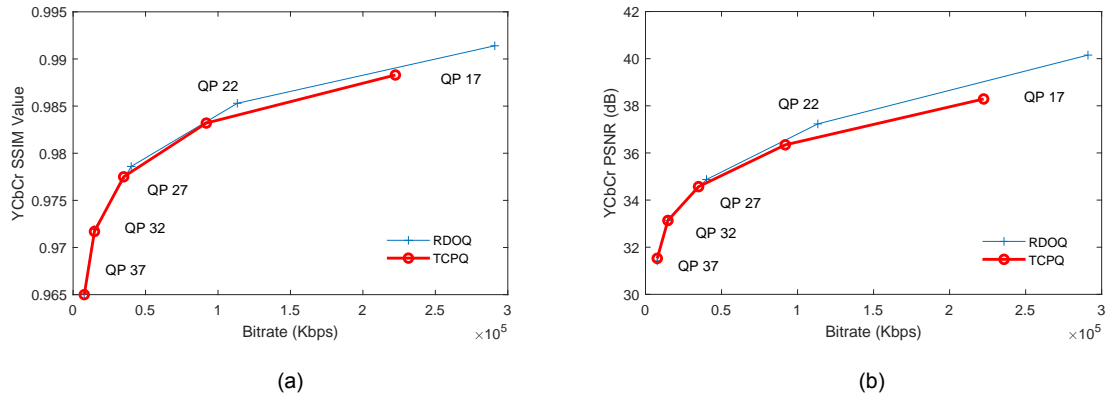 0.995
0.99
0.985
0.98
0.975
0.97
0.965
YCbCr SSIM Value
QP 17
QP 22
QP 27
QP 32
QP 37
RDOQ
TCPQ
0 0.5 1 1.5 2 2.5 3
Bitrate (Kbps)
×10^5
(a)
42
40
38
36
34
32
30
YCbCr PSNR (dB)
QP 17
QP 22
QP 27
QP 32
QP 37
RDOQ
TCPQ
0 0.5 1 1.5 2 2.5 3
Bitrate (Kbps)
×10^5
(b)